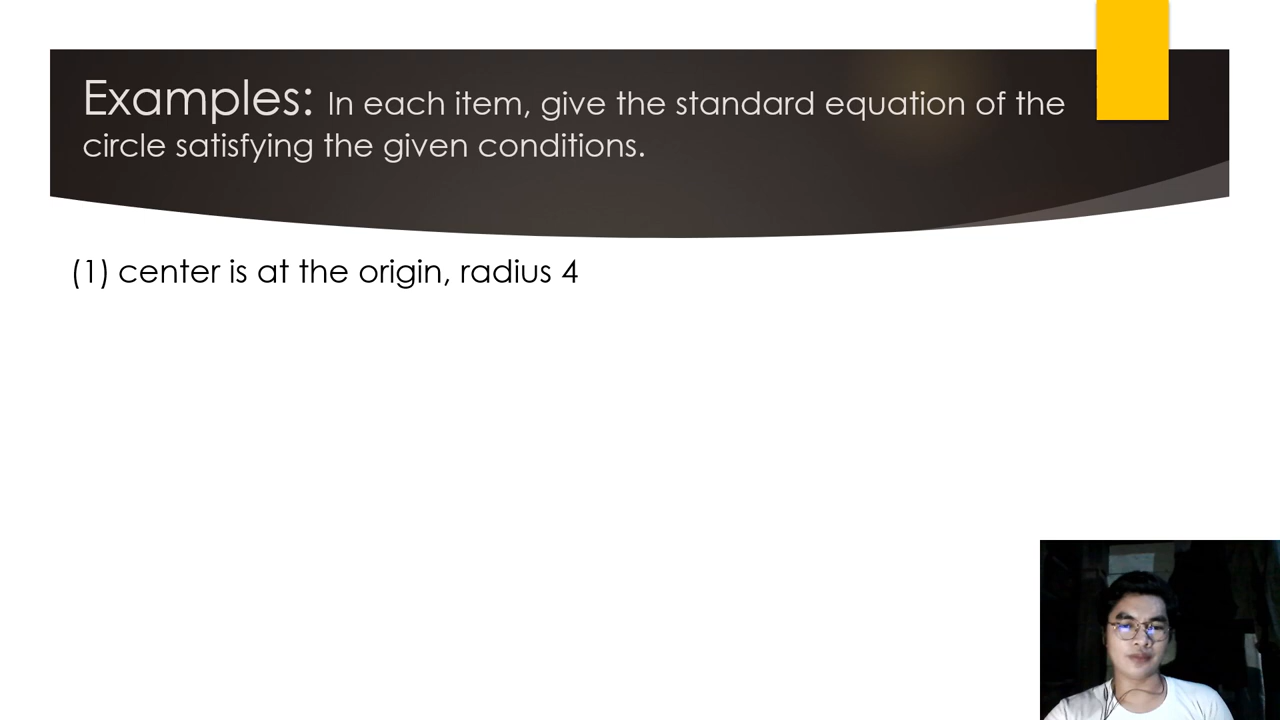 Examples: In each item, give the standard equation of the
circle satisfying the given conditions.
(1) center is at the origin, radius 4